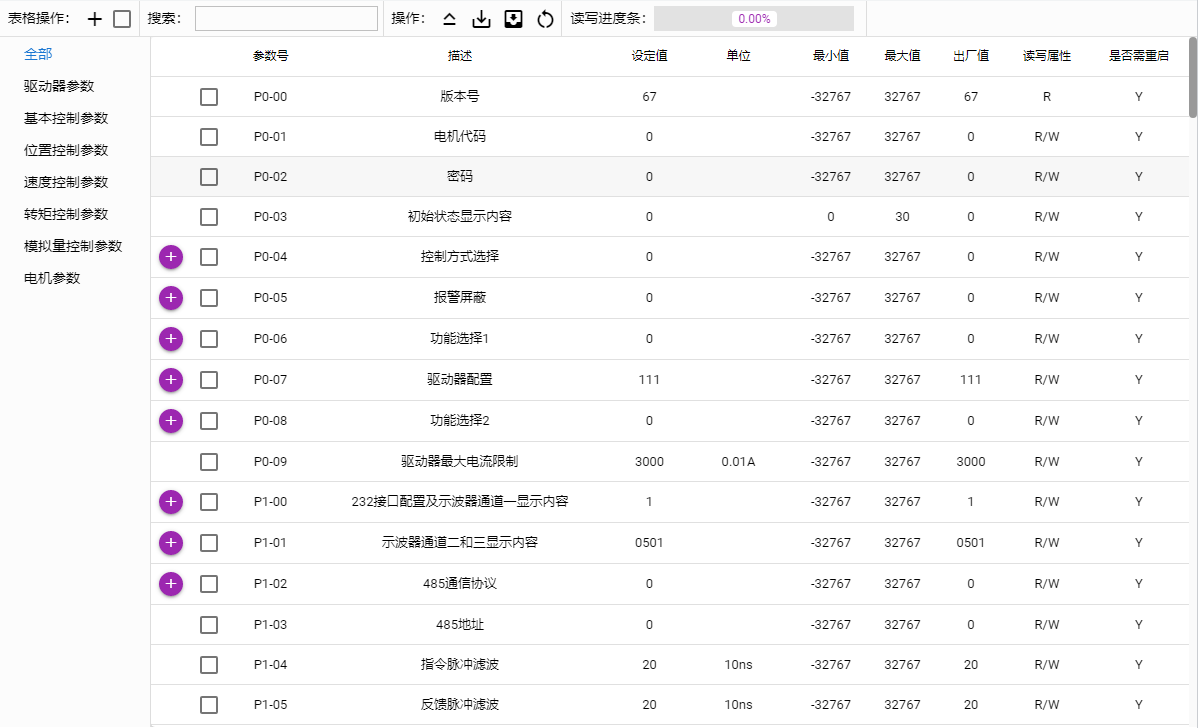 表格操作： 搜索： 操作： 读写进度条： 0.00%
全部
驱动器参数
基本控制参数
位置控制参数
速度控制参数
转矩控制参数
模拟量控制参数
电机参数
参数号 描述 设定值 单位 最小值 最大值 出厂值 读写属性 是否需重启
P0-00 版本号 67 -32767 32767 67 R Y
P0-01 电机代码 0 -32767 32767 0 R/W Y
P0-02 密码 0 -32767 32767 0 R/W Y
P0-03 初始状态显示内容 0 0 30 0 R/W Y
P0-04 控制方式选择 0 -32767 32767 0 R/W Y
P0-05 报警屏蔽 0 -32767 32767 0 R/W Y
P0-06 功能选择1 0 -32767 32767 0 R/W Y
P0-07 驱动器配置 111 -32767 32767 111 R/W Y
P0-08 功能选择2 0 -32767 32767 0 R/W Y
P0-09 驱动器最大电流限制 3000 0.01A -32767 32767 3000 R/W Y
P1-00 232接口配置及示波器通道一显示内容 1 -32767 32767 1 R/W Y
P1-01 示波器通道二和三显示内容 0501 -32767 32767 0501 R/W Y
P1-02 485通信协议 0 -32767 32767 0 R/W Y
P1-03 485地址 0 -32767 32767 0 R/W Y
P1-04 指令脉冲滤波 20 10ns -32767 32767 20 R/W Y
P1-05 反馈脉冲滤波 20 10ns -32767 32767 20 R/W Y